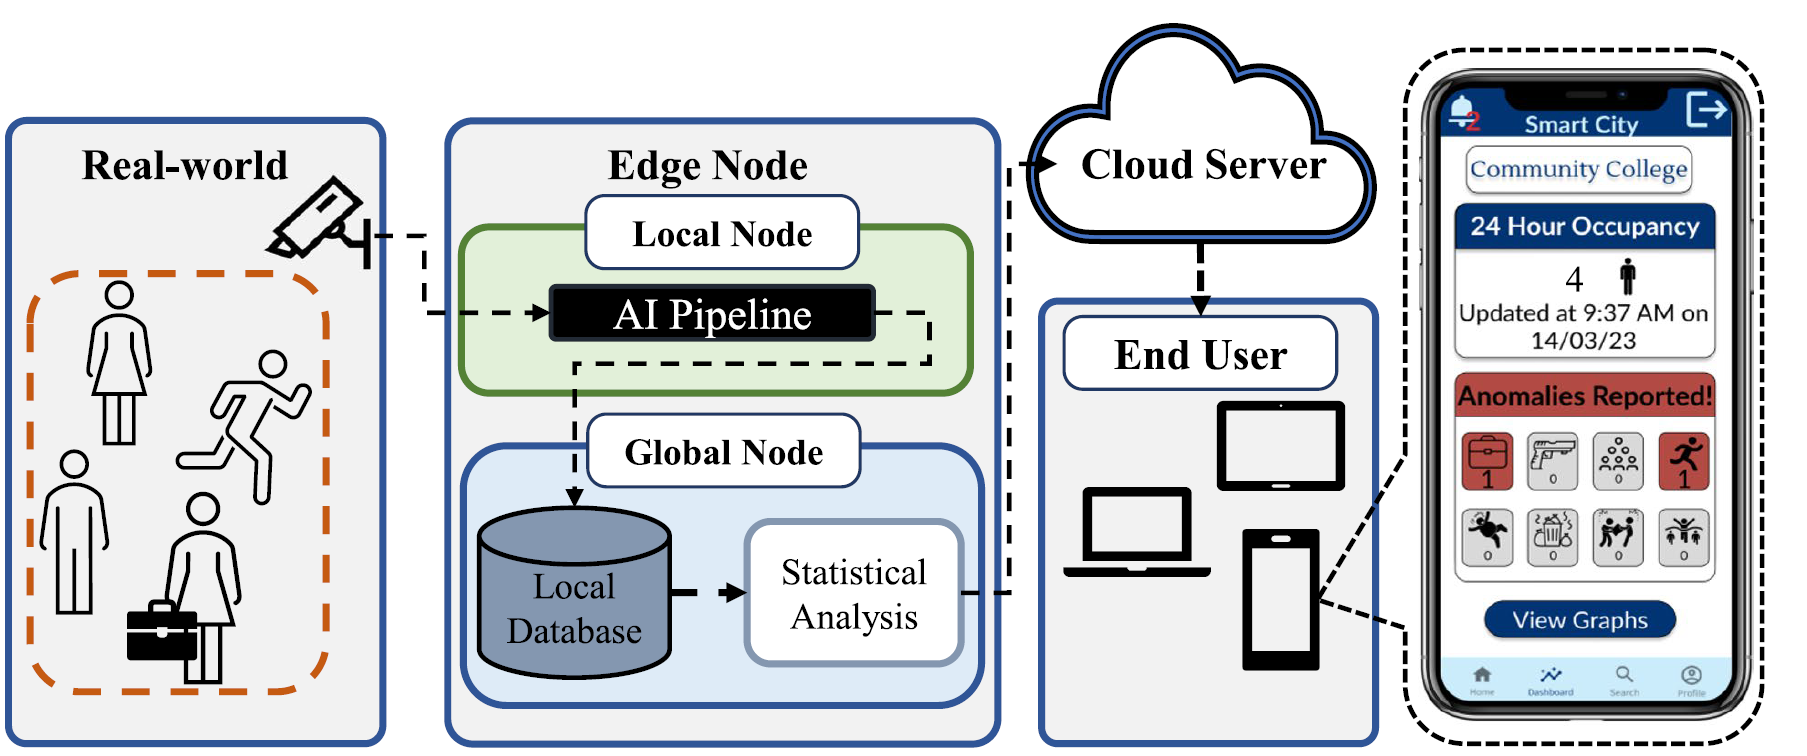 Real-world
Edge Node
Local Node
AI Pipeline
Global Node
Local
Database
Statistical
Analysis
Cloud Server
End User
2
Smart City
Community College
24 Hour Occupancy
4
Updated at 9:37 AM on
14/03/23
Anomalies Reported!
1 0 0 1
0 0 0 0
View Graphs
Home Dashboard Search Profile